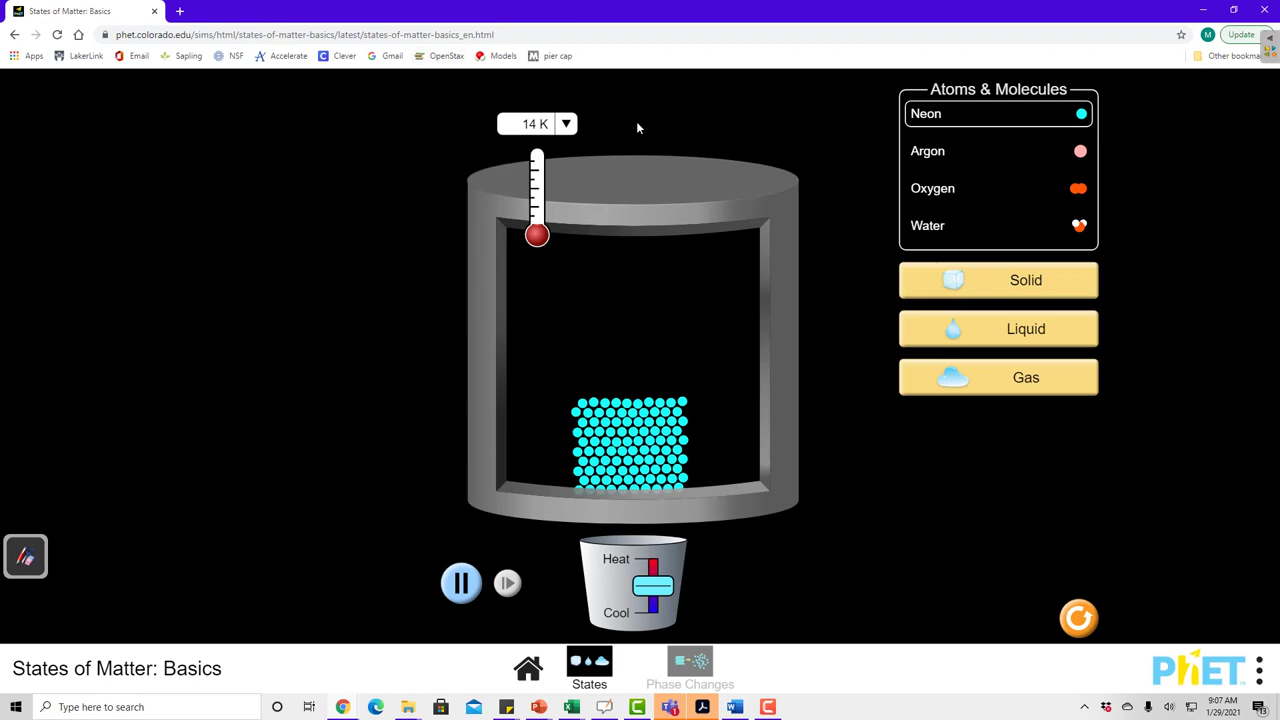 States of Matter: Basics
phet.colorado.edu/sims/html/states-of-matter-basics/latest/states-of-matter-basics_en.html
M
Update
Apps
LakerLink
Email
Sapling
NSF
Accelerate
Clever
Gmail
OpenStax
Models
pier cap
Other bookma
14 K
Atoms & Molecules
Neon
Argon
Oxygen
Water
Solid
Liquid
Gas
Heat
Cool
States of Matter: Basics
States
Phase Changes
PhET
Type here to search
9:07 AM
1/29/2021